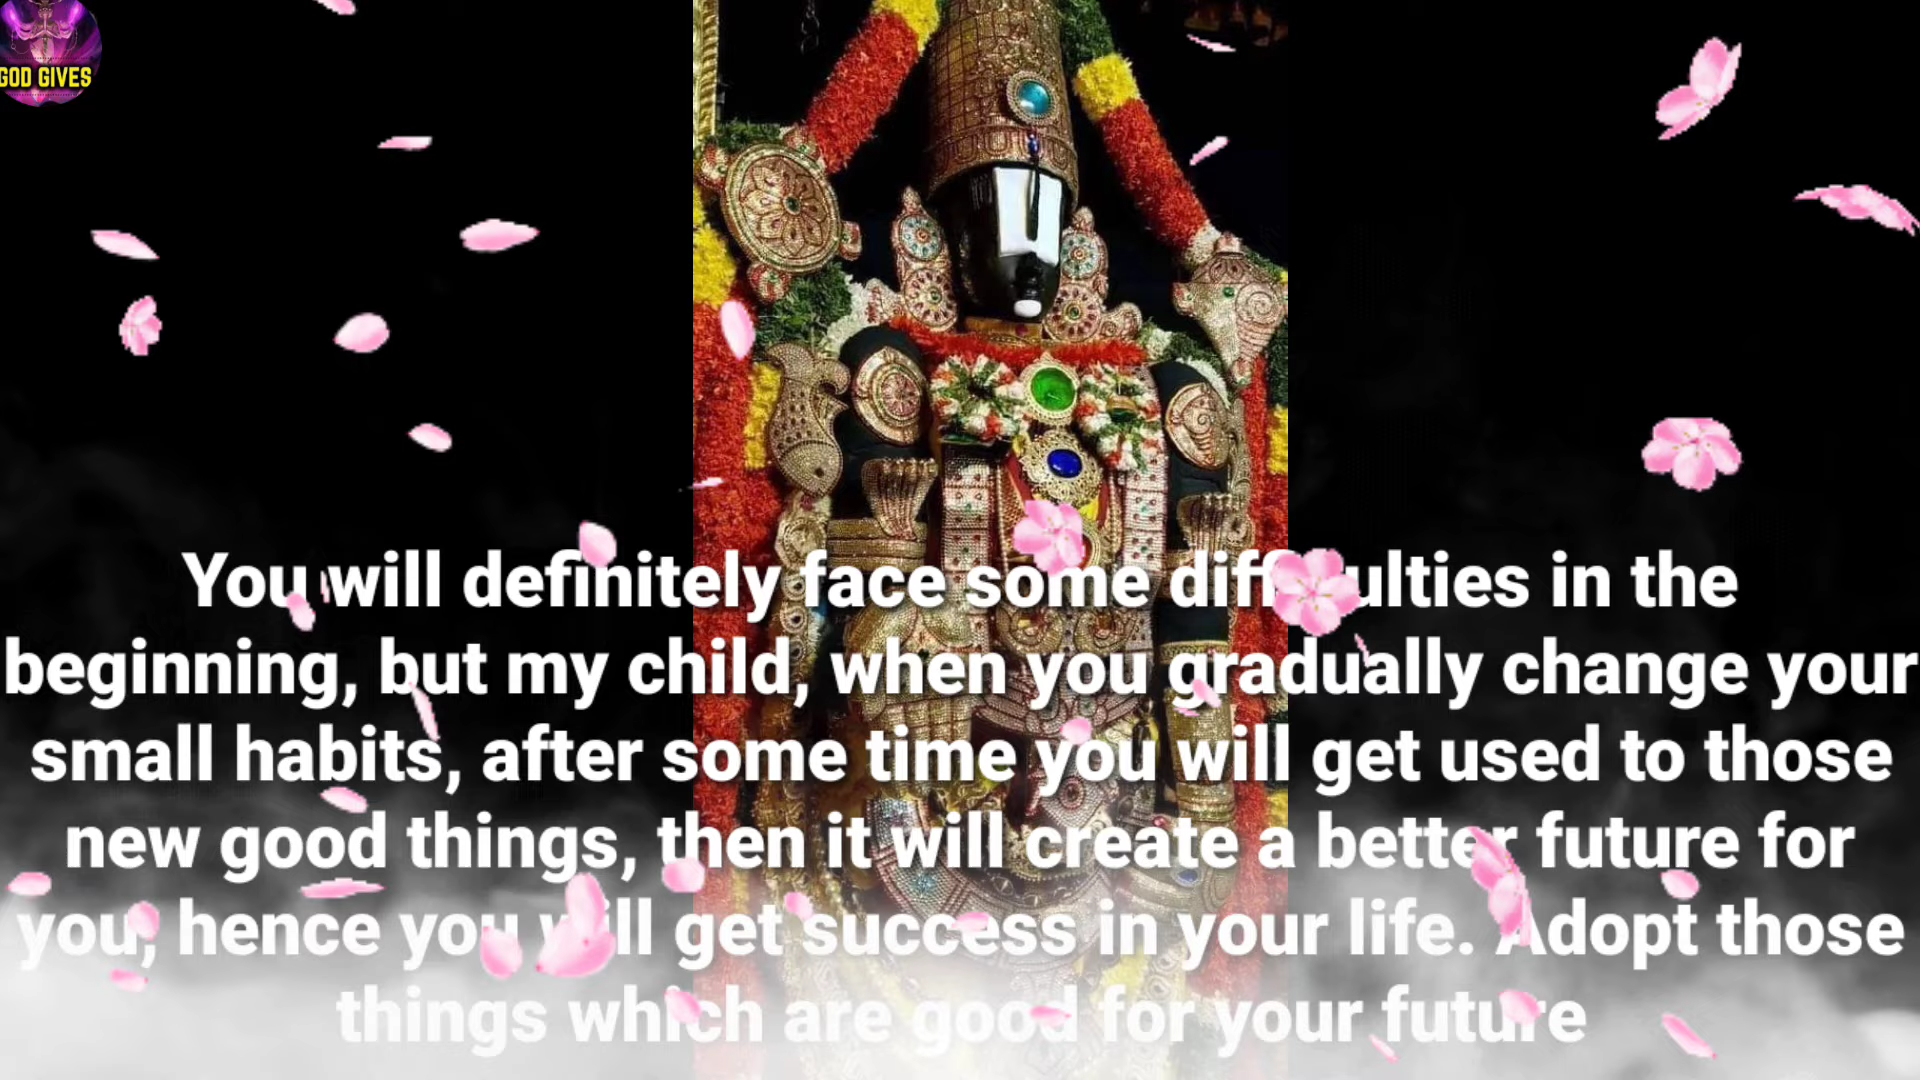 GOD GIVES
You will definitely face some difficulties in the
beginning, but my child, when you gradually change your
small habits, after some time you will get used to those
new good things, then it will create a better future for
you, hence you will get success in your life. Adopt those
things which are good for your future